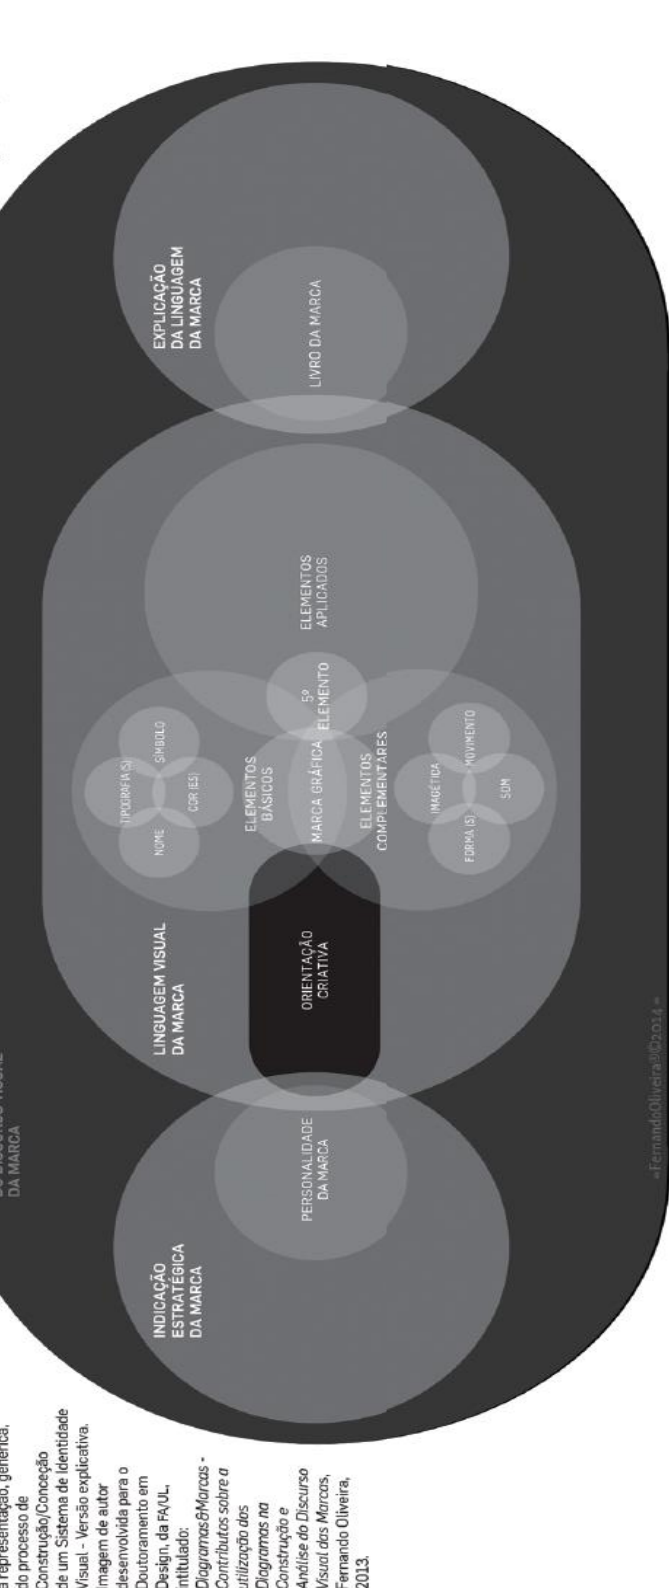 do processo de
Construção/Conceção
de um Sistema de Identidade
Visual - Versão explicativa.
Imagem de autor
desenvolvida para o
Doutoramento em
Design, da FA/UL,
intitulado:
Diagramas&Marcas -
Contributos sobre a
utilização dos
Diagramas na
Construção e
Análise do Discurso
Visual das Marcas,
Fernando Oliveira,
2013.
DA MARCA
INDICAÇÃO
ESTRATÉGICA
DA MARCA
PERSONALIDADE
DA MARCA
LINGUAGEM VISUAL
DA MARCA
ORIENTAÇÃO
CRIATIVA
NOME
TIPOGRAFIA (S)
COR (ES)
SÍMBOLO
ELEMENTOS
BÁSICOS
MARCA GRÁFICA
5º
ELEMENTO
ELEMENTOS
COMPLEMENTARES
IMAGÉTICA
FORMA (S)
MOVIMENTO
SOM
ELEMENTOS
APLICADOS
EXPLICAÇÃO
DA LINGUAGEM
DA MARCA
LIVRO DA MARCA
=FernandoOliveira®©2014=